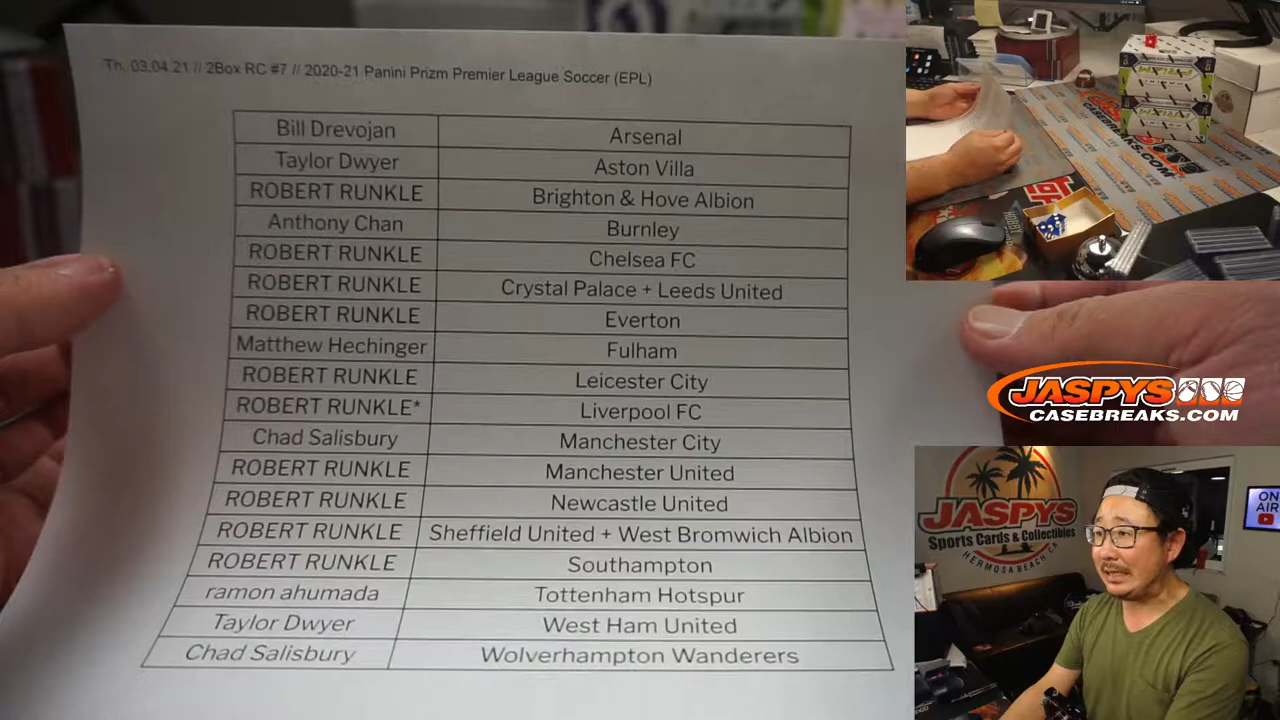 Th. 03.04.21 // 2Box RC #7 // 2020-21 Panini Prizm Premier League Soccer (EPL)
Bill Drevojan Arsenal
Taylor Dwyer Aston Villa
ROBERT RUNKLE Brighton & Hove Albion
Anthony Chan Burnley
ROBERT RUNKLE Chelsea FC
ROBERT RUNKLE Crystal Palace + Leeds United
ROBERT RUNKLE Everton
Matthew Hechinger Fulham
ROBERT RUNKLE Leicester City
ROBERT RUNKLE* Liverpool FC
Chad Salisbury Manchester City
ROBERT RUNKLE Manchester United
ROBERT RUNKLE Newcastle United
ROBERT RUNKLE Sheffield United + West Bromwich Albion
ROBERT RUNKLE Southampton
ramon ahumada Tottenham Hotspur
Taylor Dwyer West Ham United
Chad Salisbury Wolverhampton Wanderers
PRIZM
CASEBREAKS.COM
JASPYS
CASEBREAKS.COM
JASPYS
Sports Cards & Collectibles
HERMOSA BEACH, CA
ON
AIR